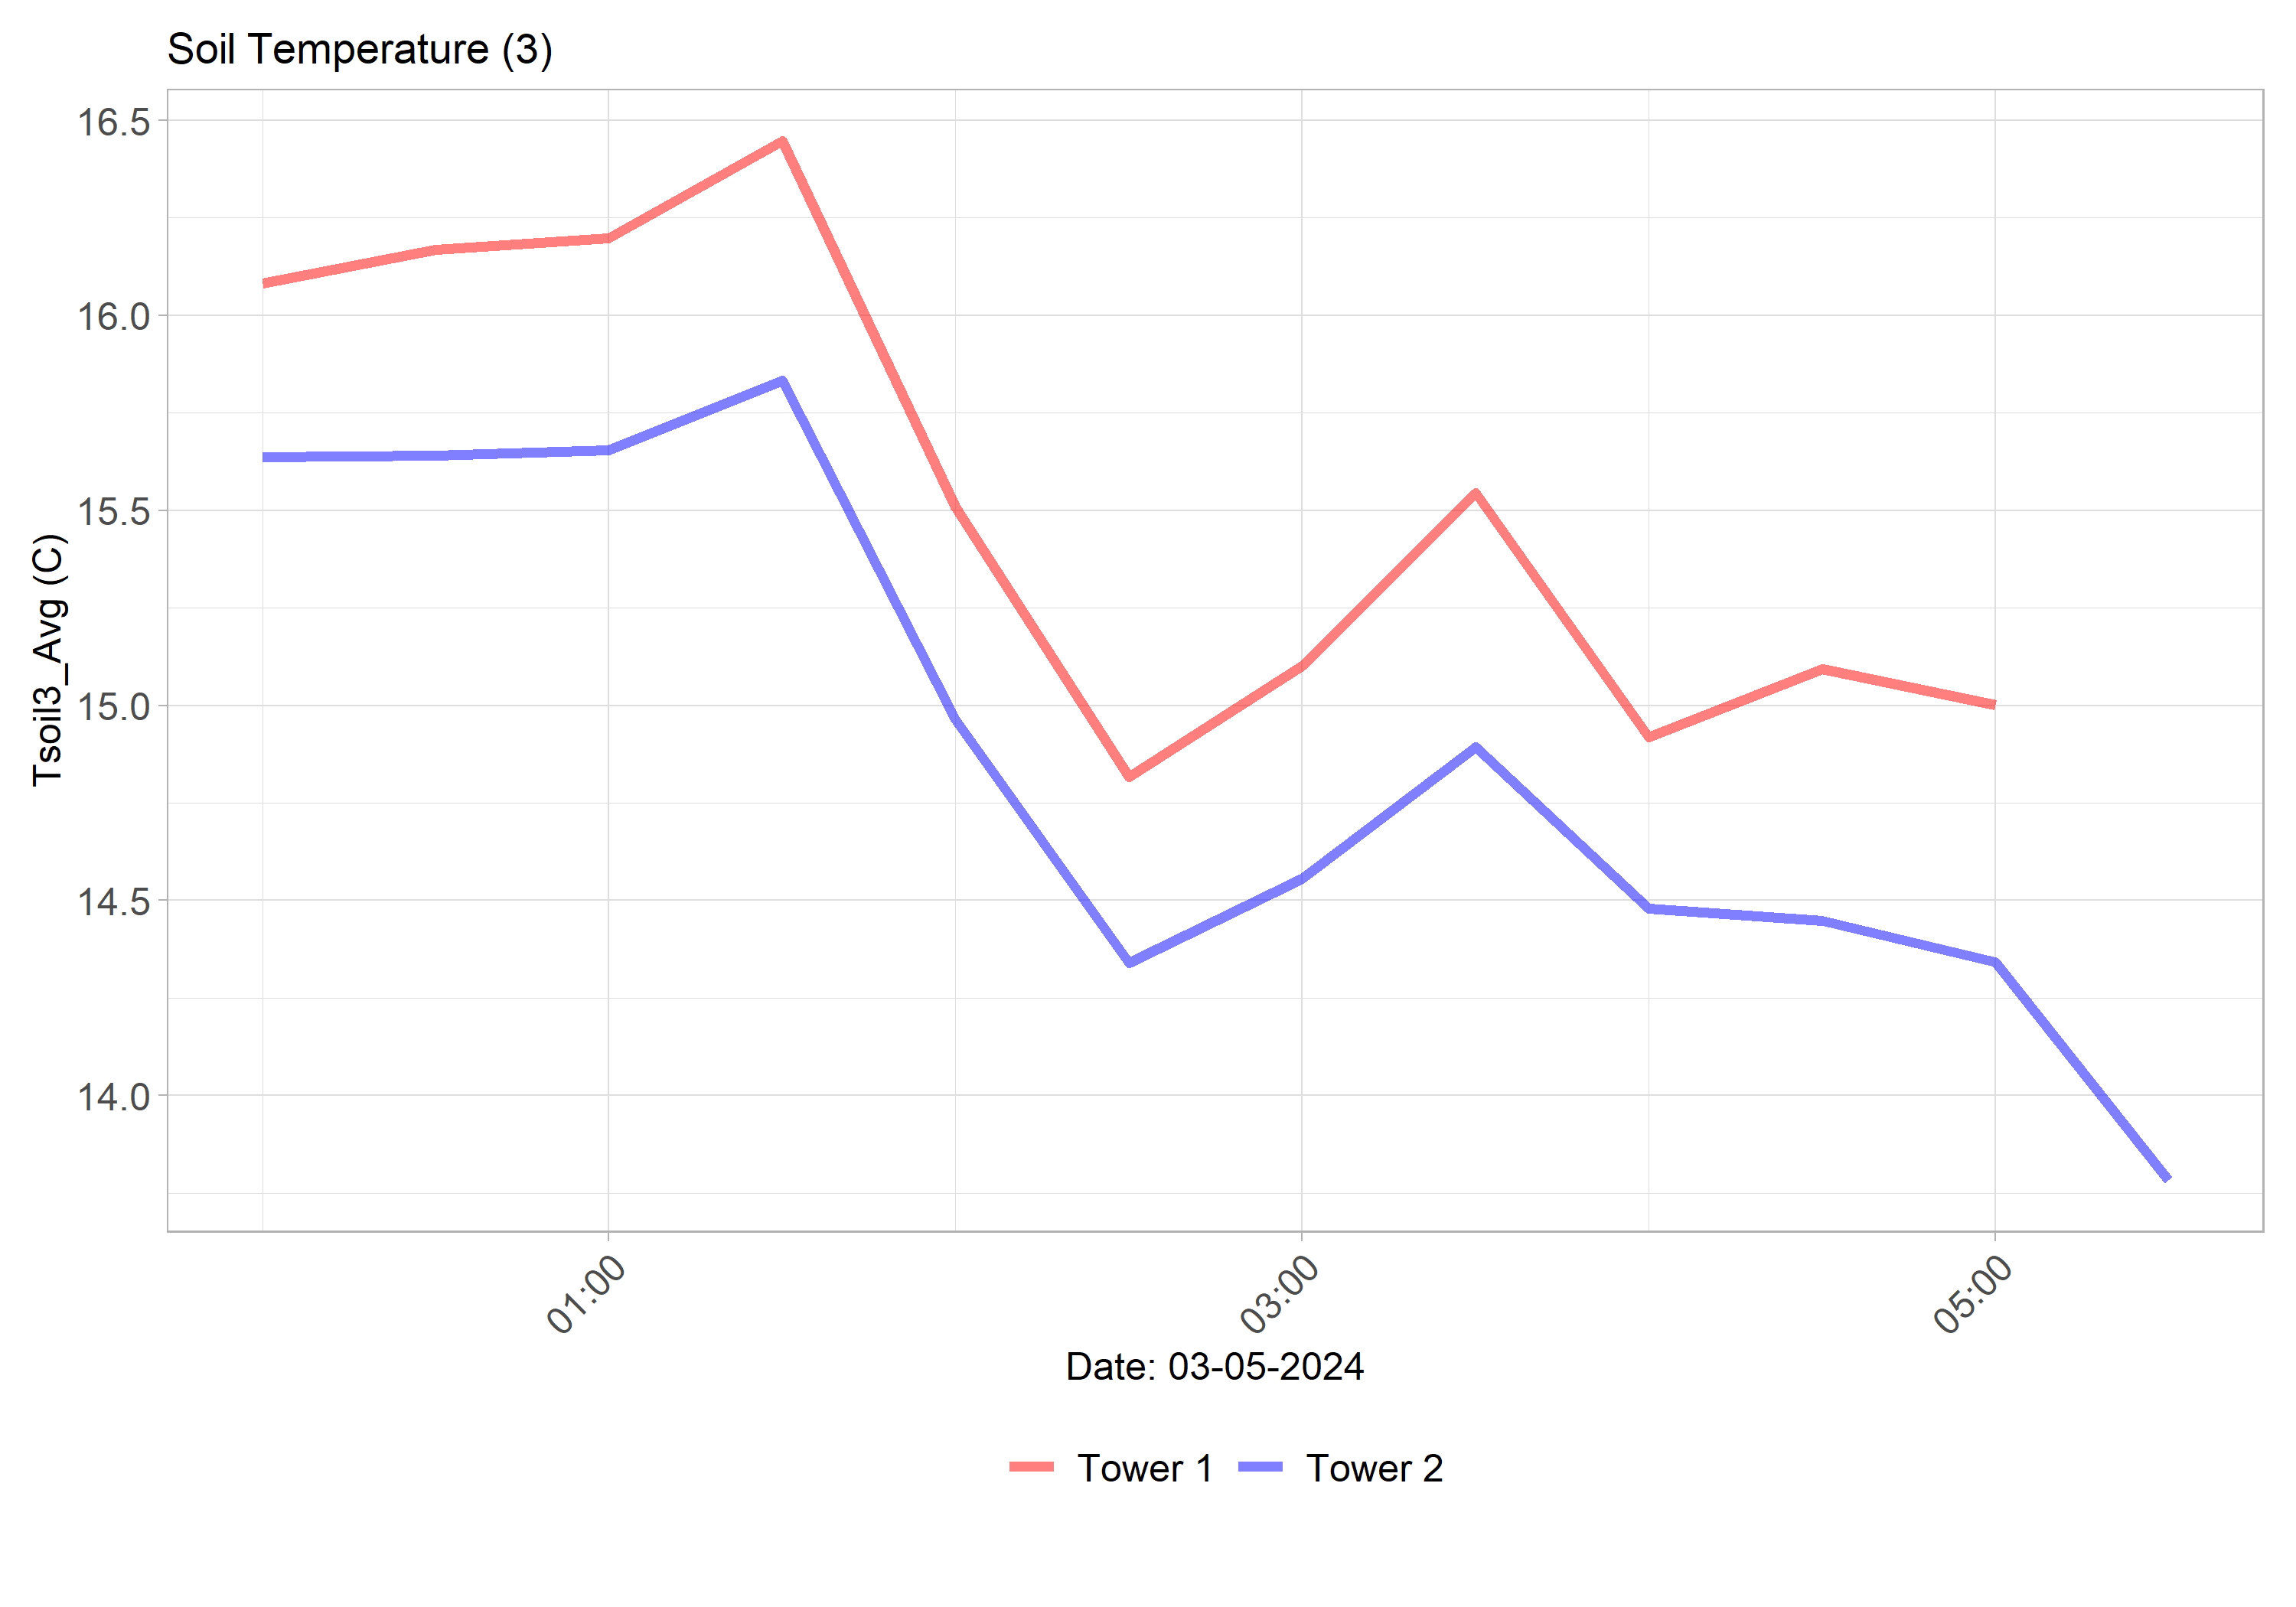 Soil Temperature (3)
16.5
16.0
15.5
15.0
14.5
14.0
Tsoil3_Avg (C)
01:00
03:00
05:00
Date: 03-05-2024
Tower 1
Tower 2